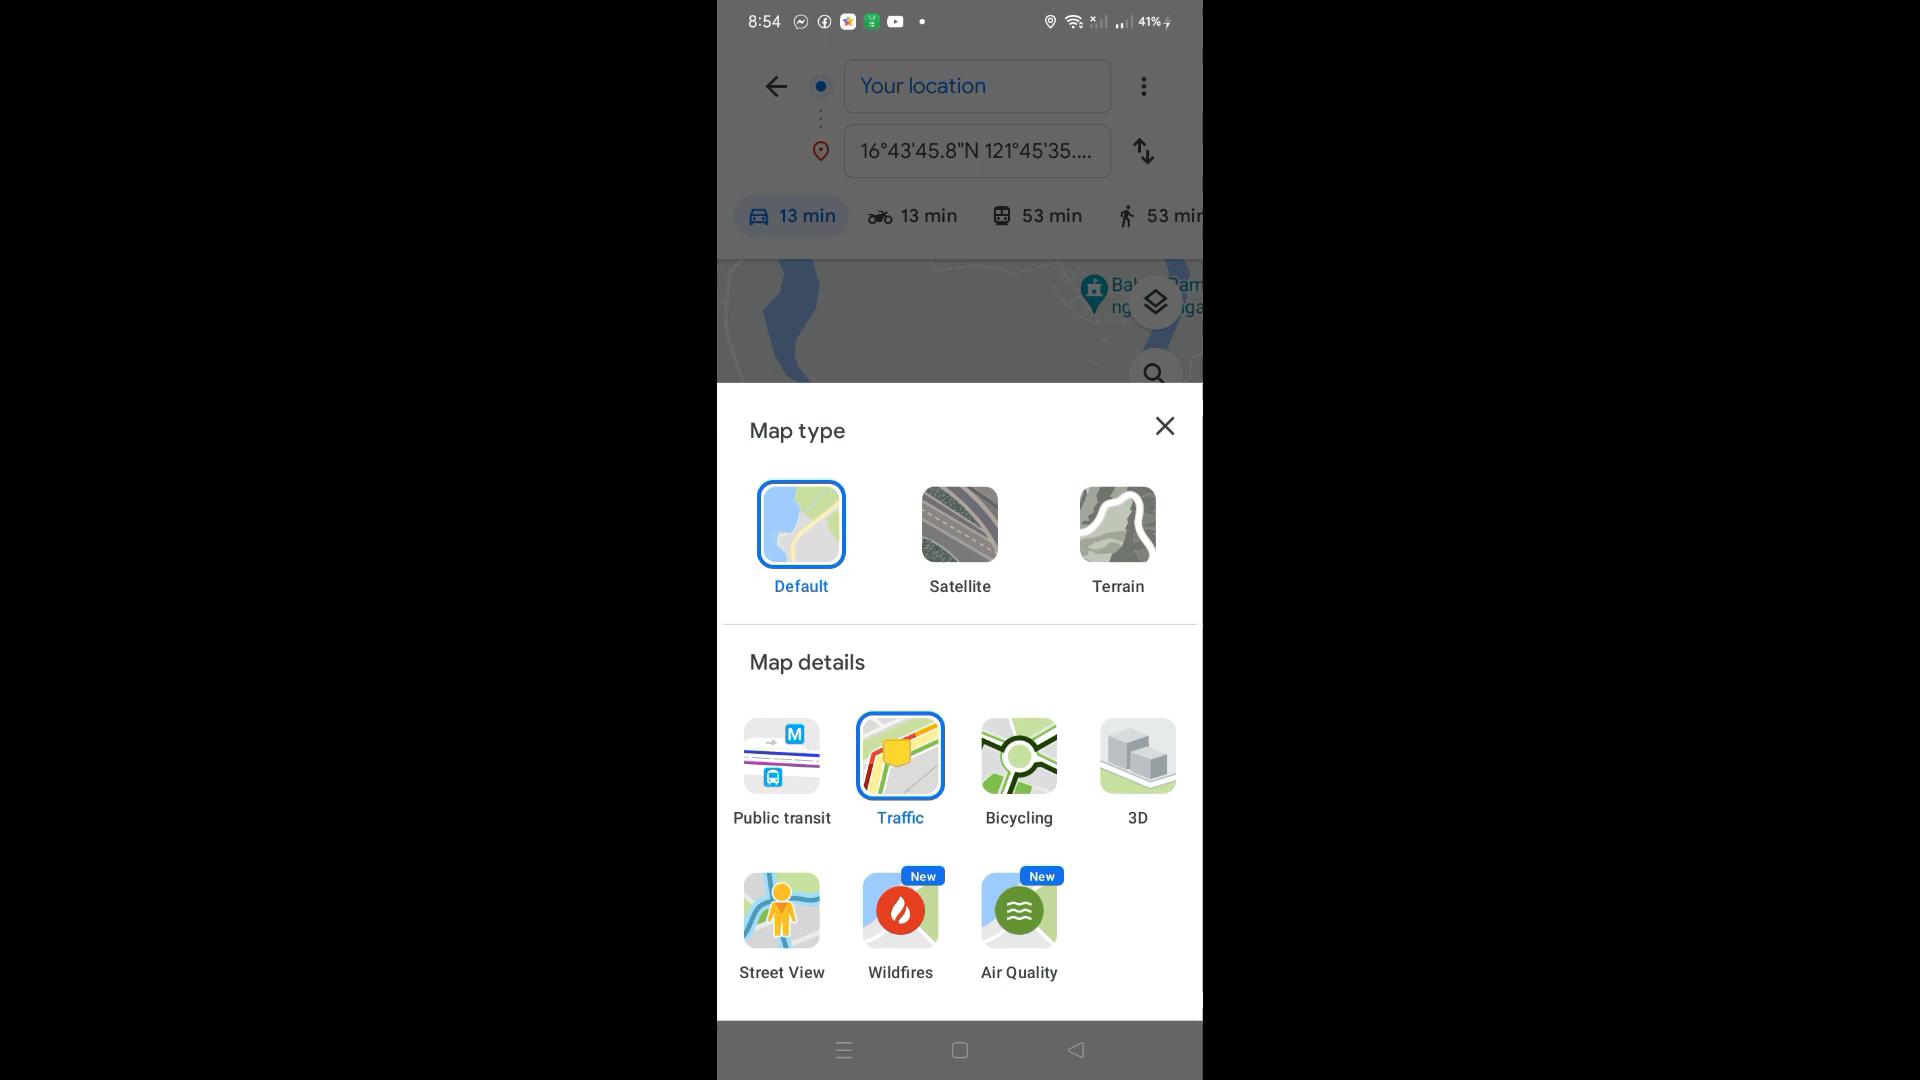 8:54 41%
Your location
16°43'45.8"N 121°45'35....
13 min 13 min 53 min 53 min
Map type
Default Satellite Terrain
Map details
M
Public transit Traffic Bicycling 3D
New New
Street View Wildfires Air Quality